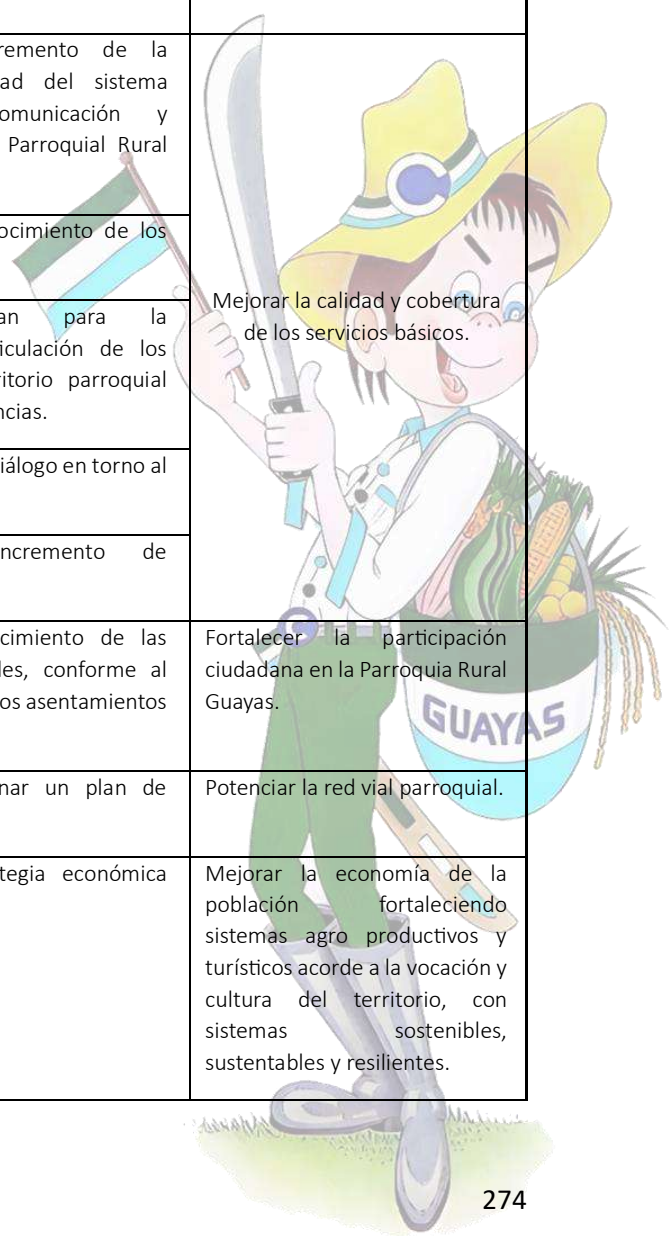 remento de la
ad del sistema
omunicación y
Parroquial Rural
ocimiento de los
an para la
iculación de los
ritorio parroquial
ncias.
iálogo en torno al
ncremento de
Mejorar la calidad y cobertura
de los servicios básicos.
cimiento de las
les, conforme al
os asentamientos
Fortalecer la participación
ciudadana en la Parroquia Rural
Guayas.
GUAYAS
nar un plan de
Potenciar la red vial parroquial.
tegia económica
Mejorar la economía de la
población fortaleciendo
sistemas agro productivos y
turísticos acorde a la vocación y
cultura del territorio, con
sistemas sostenibles,
sustentables y resilientes.
274